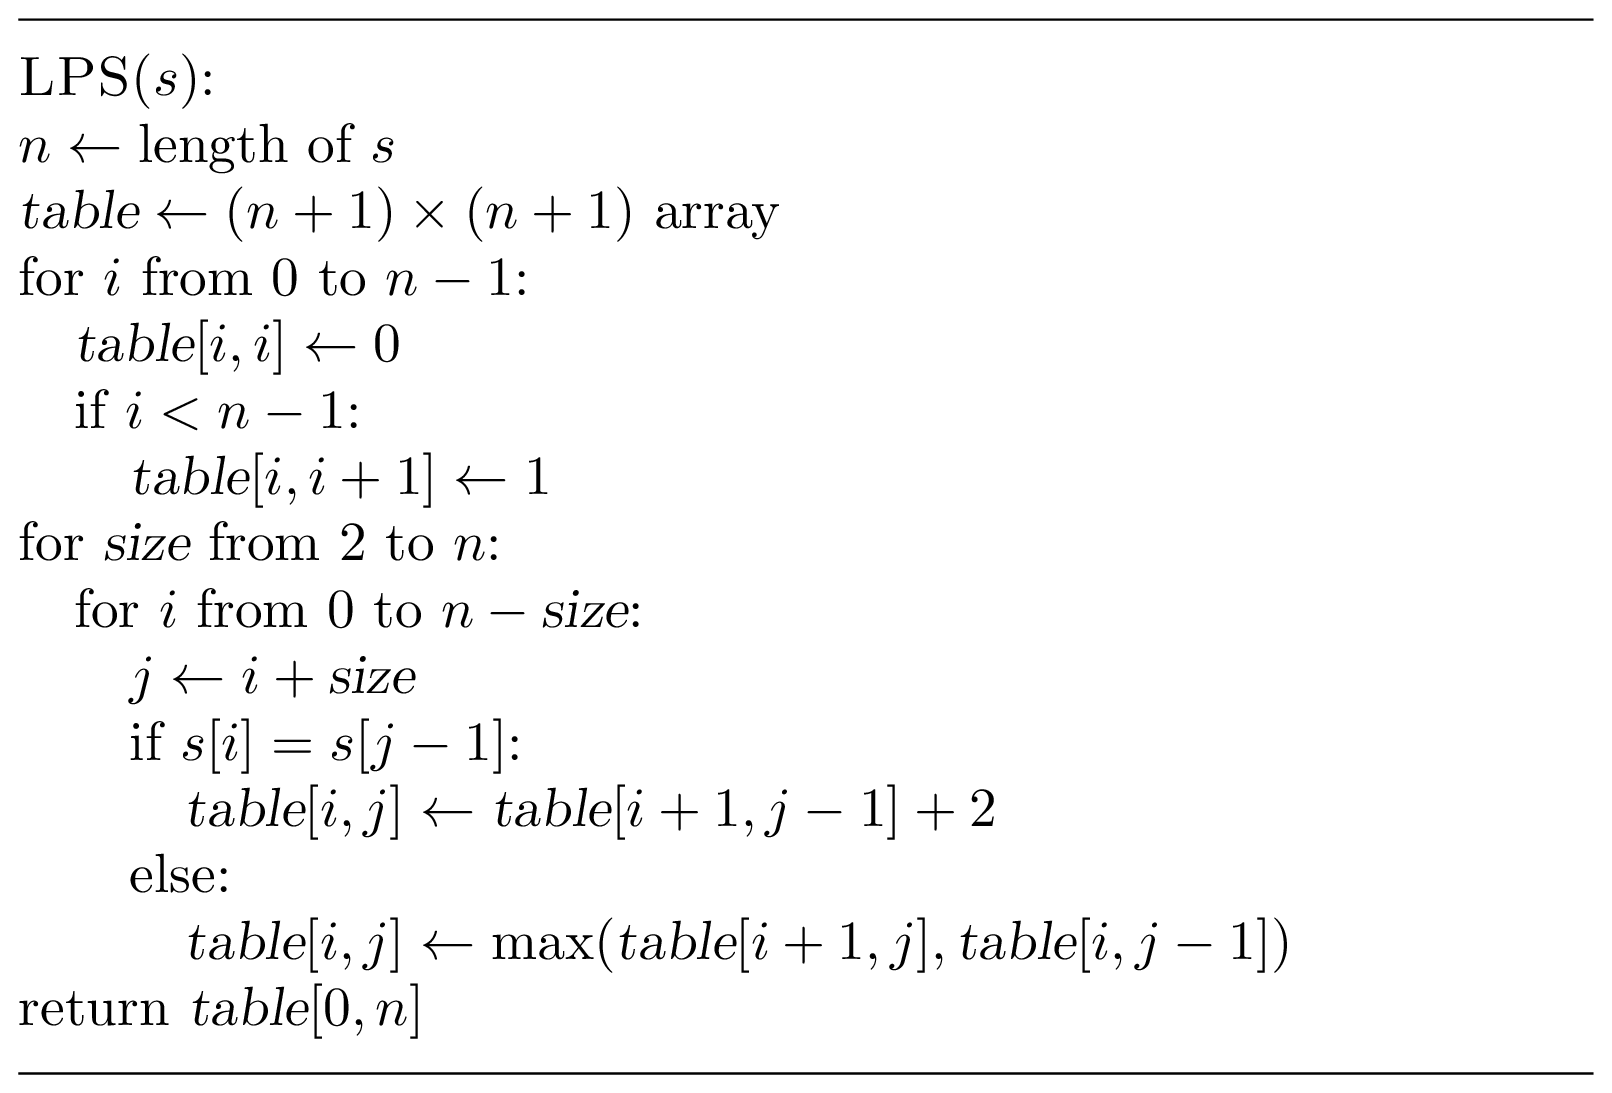 LPS(s):
n ← length of s
table ← (n + 1) × (n + 1) array
for i from 0 to n − 1:
table[i, i] ← 0
if i < n − 1:
table[i, i + 1] ← 1
for size from 2 to n:
for i from 0 to n − size:
j ← i + size
if s[i] = s[j − 1]:
table[i, j] ← table[i + 1, j − 1] + 2
else:
table[i, j] ← max(table[i + 1, j], table[i, j − 1])
return table[0, n]